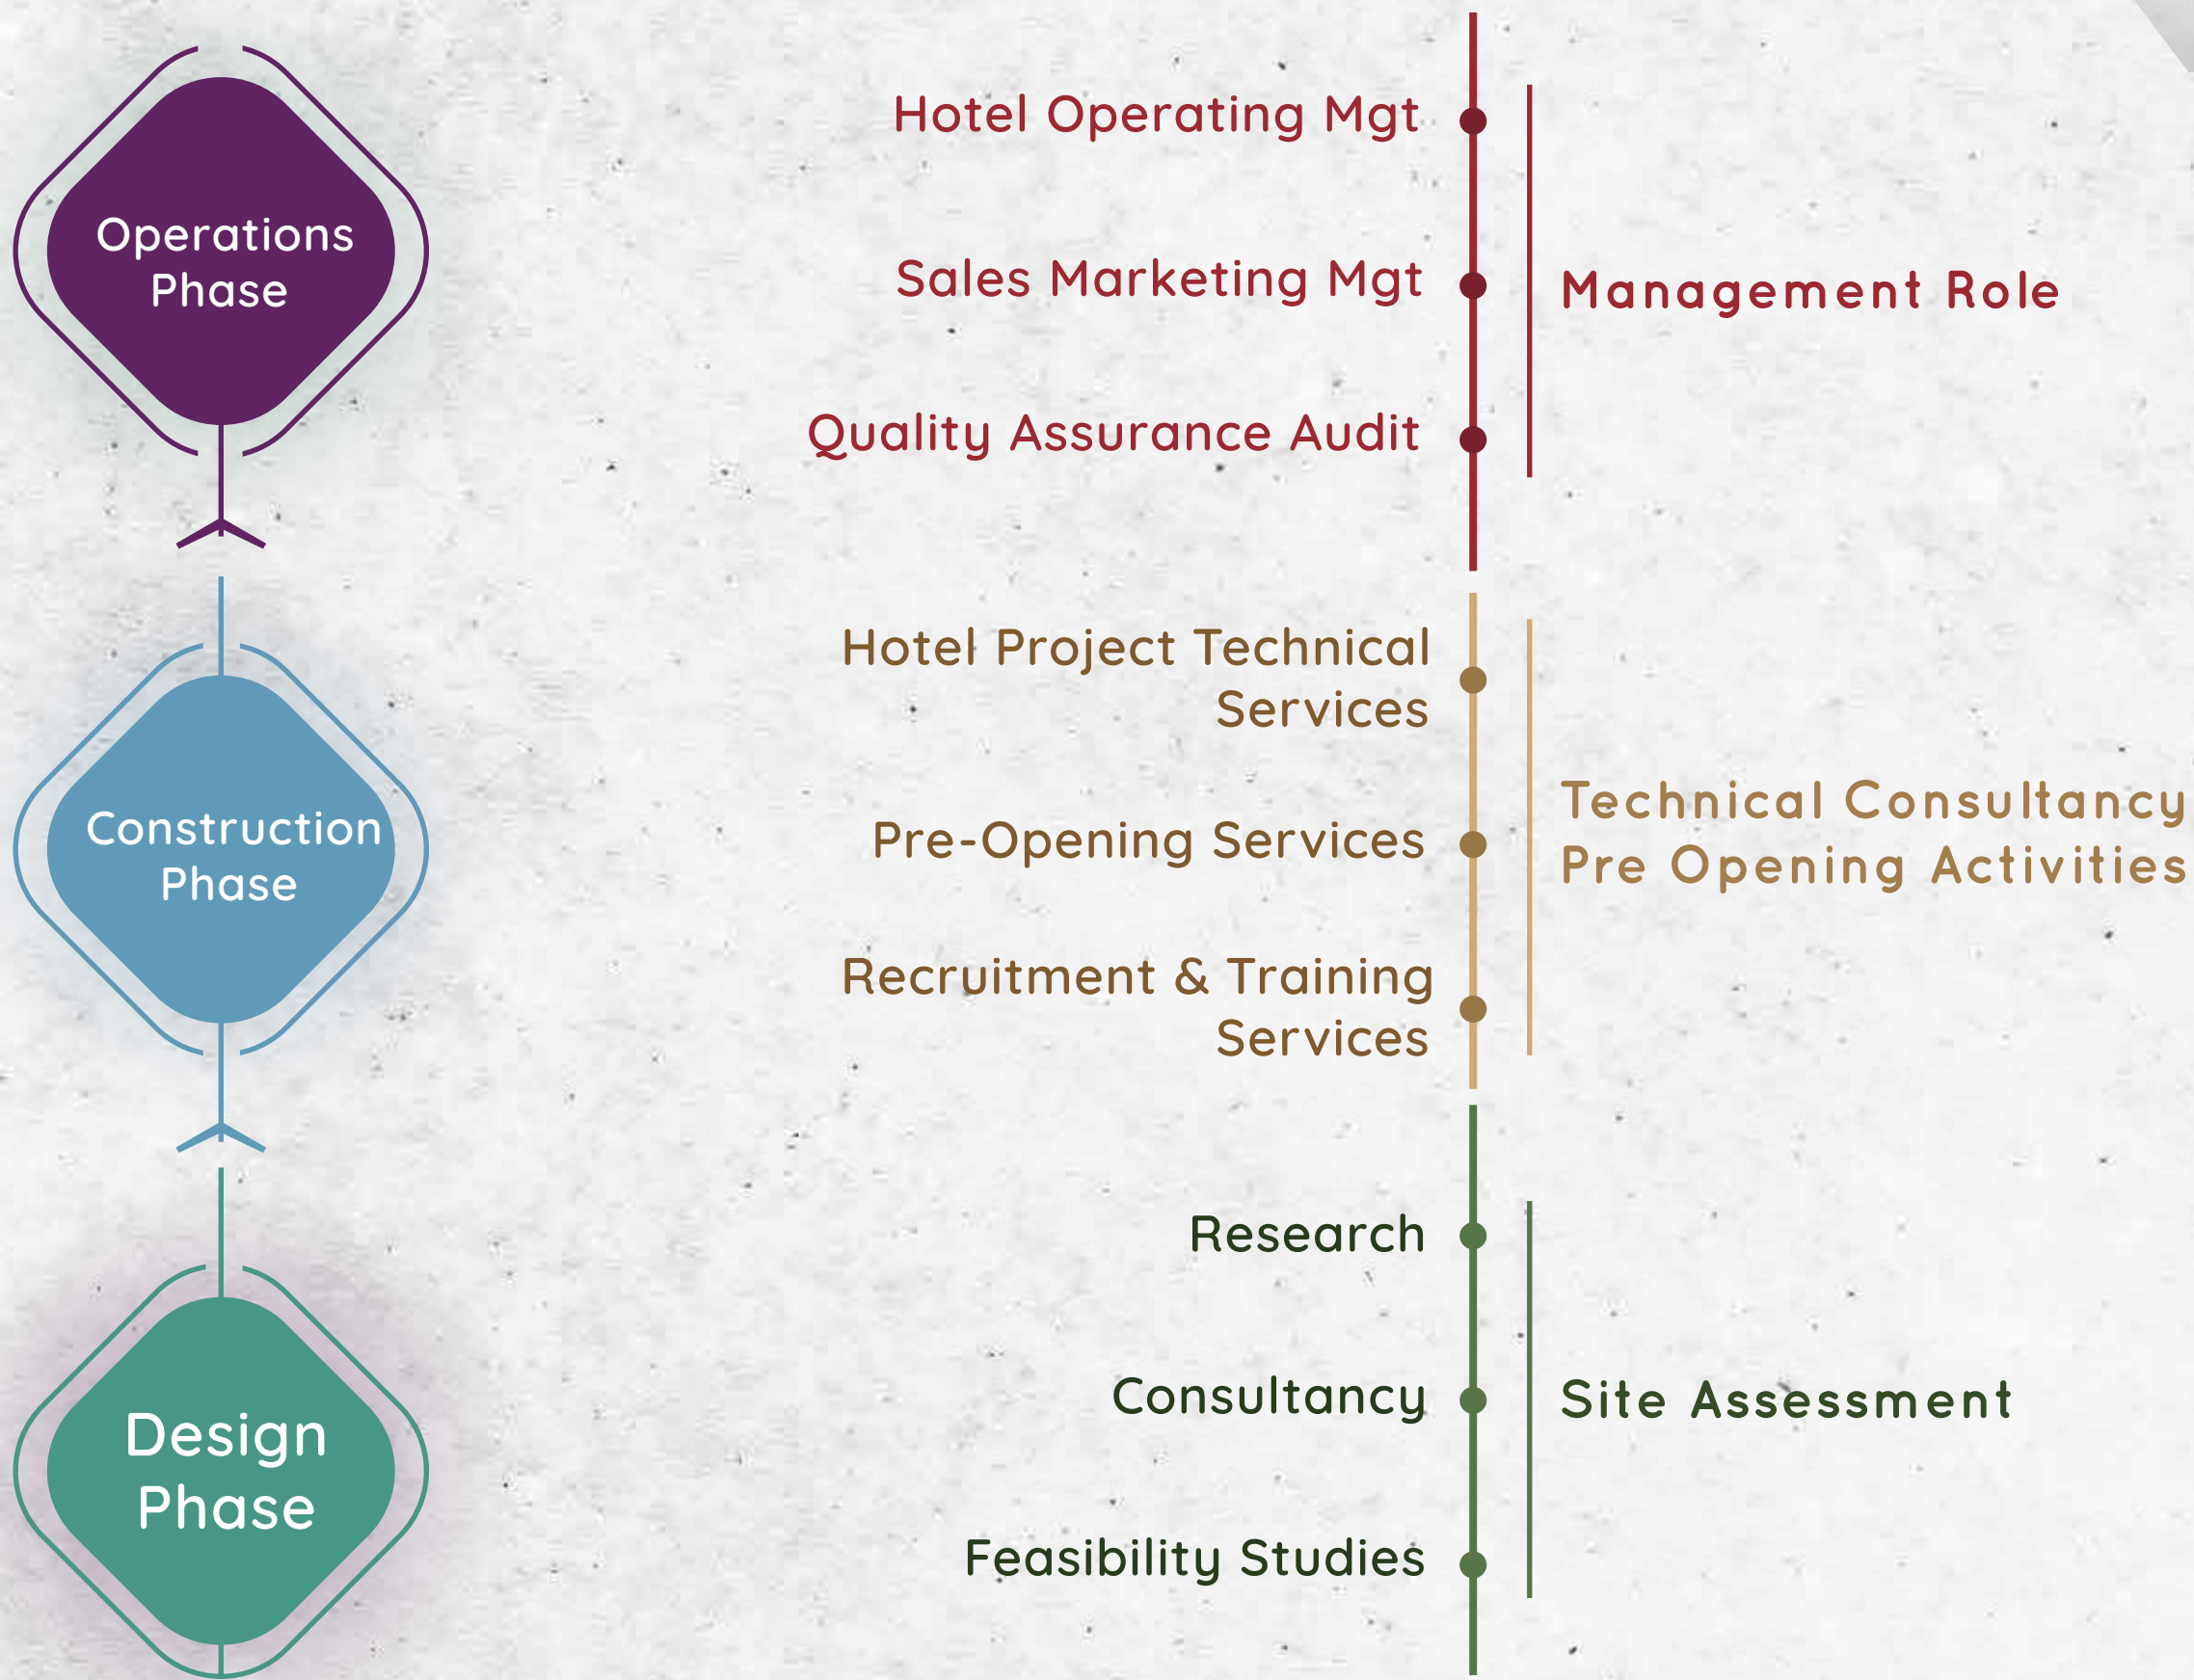 Operations
Phase
Hotel Operating Mgt
Sales Marketing Mgt
Quality Assurance Audit
Management Role
Construction
Phase
Hotel Project Technical
Services
Pre-Opening Services
Recruitment & Training
Services
Technical Consultancy
Pre Opening Activities
Design
Phase
Research
Consultancy
Feasibility Studies
Site Assessment